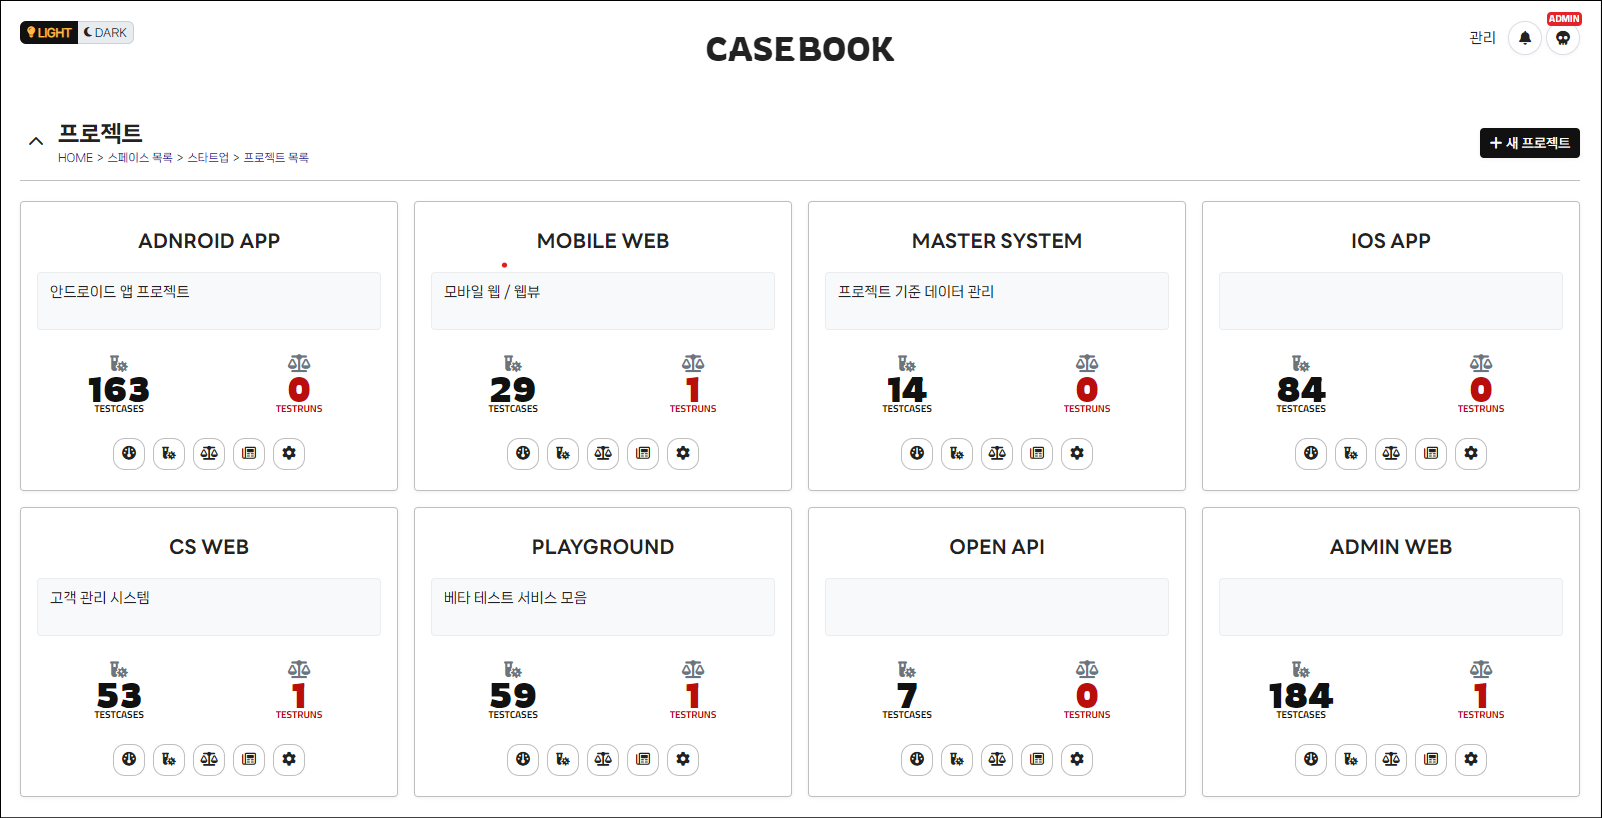 LIGHT DARK
CASEBOOK
관리
ADMIN
프로젝트
HOME > 스페이스 목록 > 스타트업 > 프로젝트 목록
+ 새 프로젝트
ADNROID APP
안드로이드 앱 프로젝트
163
TESTCASES
0
TESTRUNS
MOBILE WEB
모바일 웹 / 웹뷰
29
TESTCASES
1
TESTRUNS
MASTER SYSTEM
프로젝트 기준 데이터 관리
14
TESTCASES
0
TESTRUNS
IOS APP
84
TESTCASES
0
TESTRUNS
CS WEB
고객 관리 시스템
53
TESTCASES
1
TESTRUNS
PLAYGROUND
베타 테스트 서비스 모음
59
TESTCASES
1
TESTRUNS
OPEN API
7
TESTCASES
0
TESTRUNS
ADMIN WEB
184
TESTCASES
1
TESTRUNS